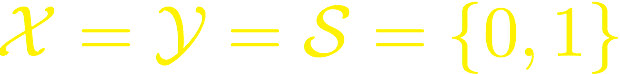 𝒳 = 𝒴 = 𝒮 = {0, 1}